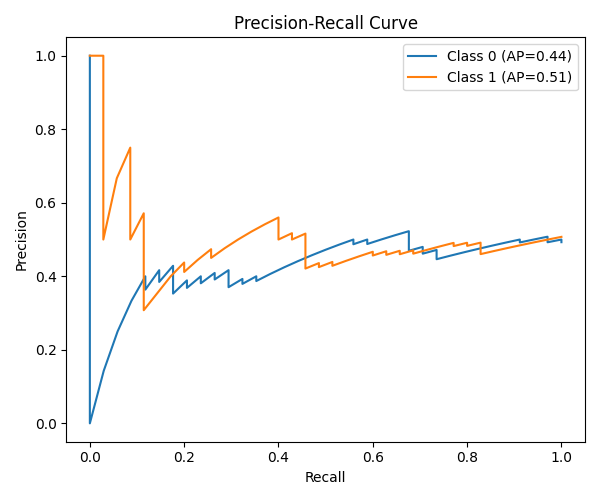 Precision-Recall Curve
Class 0 (AP=0.44)
Class 1 (AP=0.51)
1.0
0.8
0.6
0.4
0.2
0.0
Precision
0.0 0.2 0.4 0.6 0.8 1.0
Recall